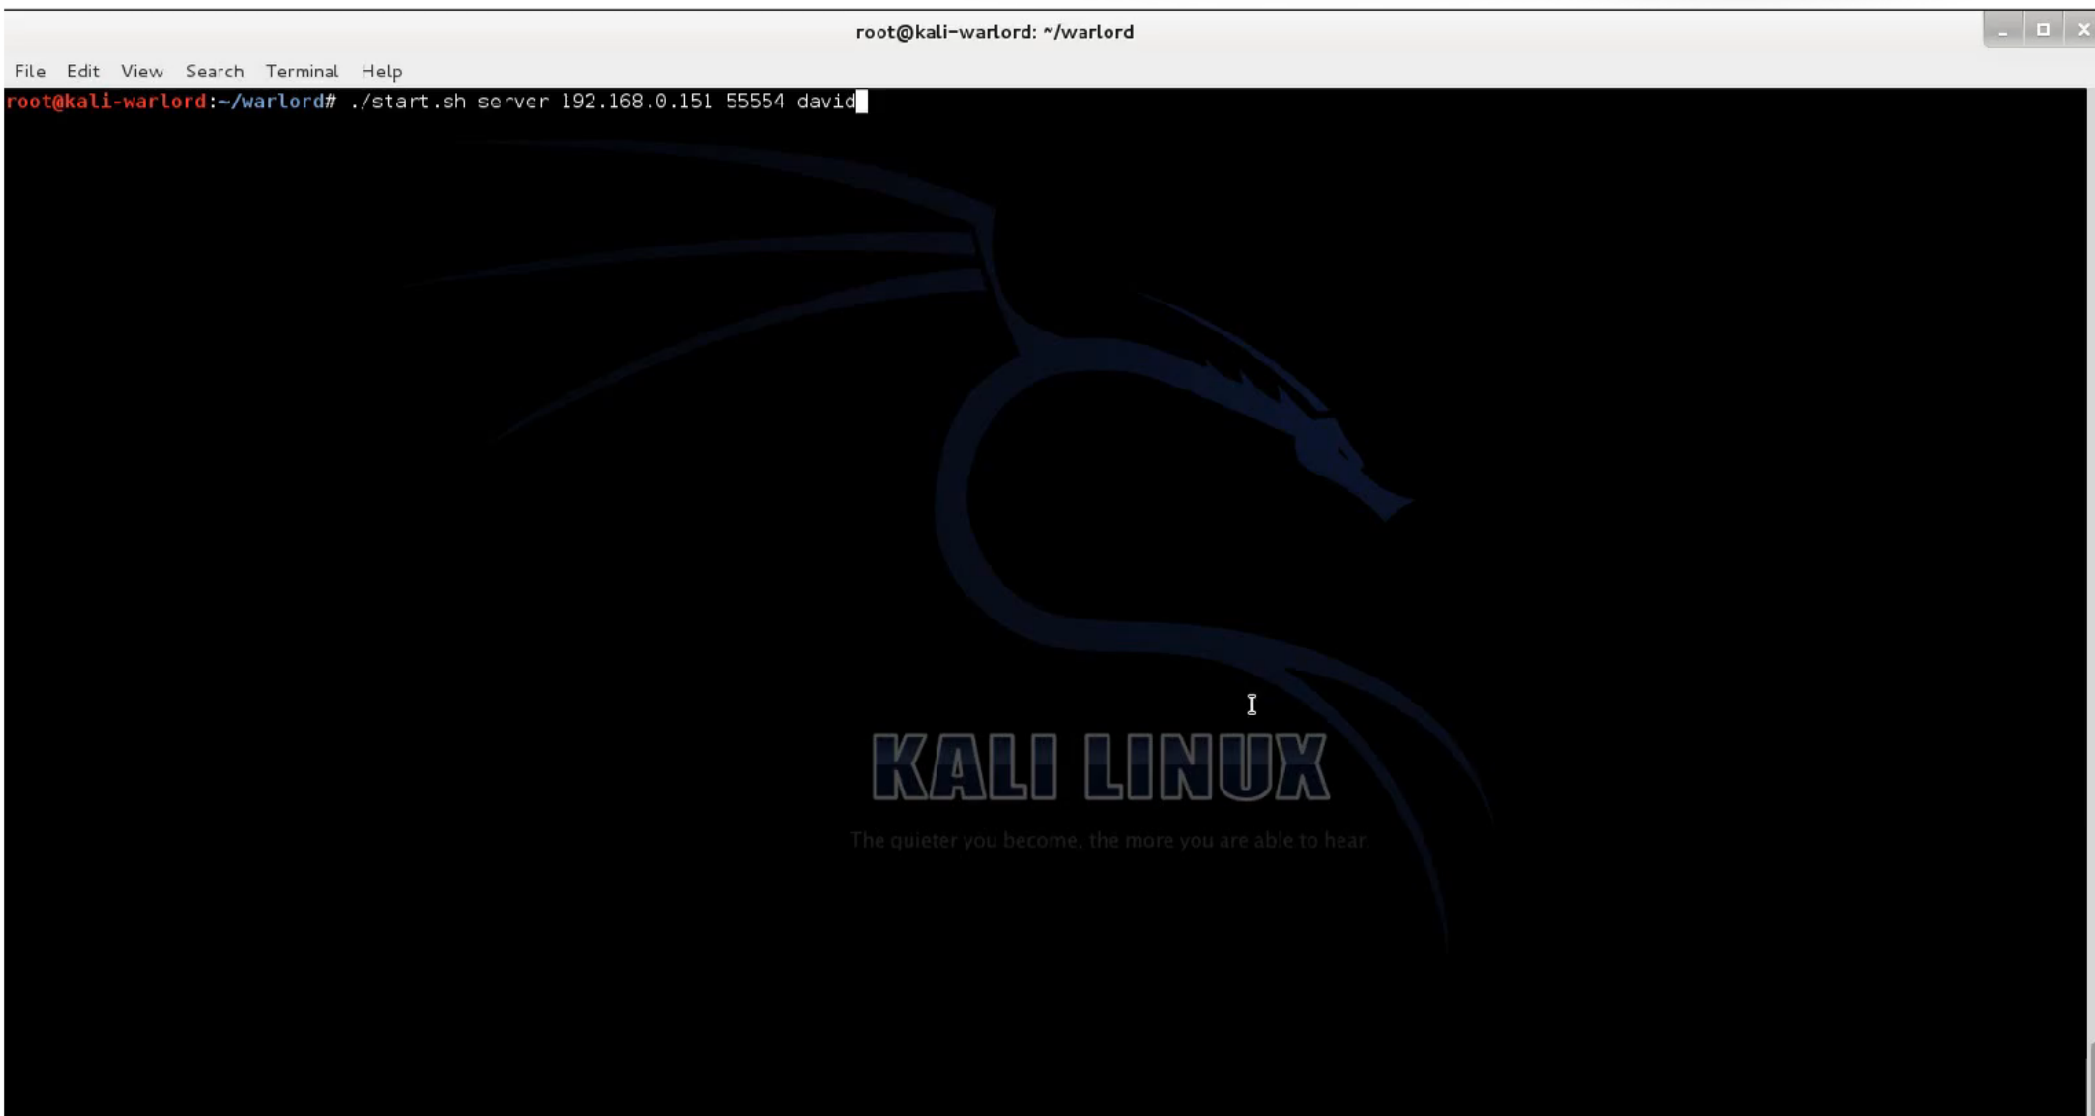 root@kali-warlord: ~/warlord
File Edit View Search Terminal Help
root@kali-warlord:~/warlord# ./start.sh server 192.168.0.151 55554 david
KALI LINUX
The quieter you become, the more you are able to hear